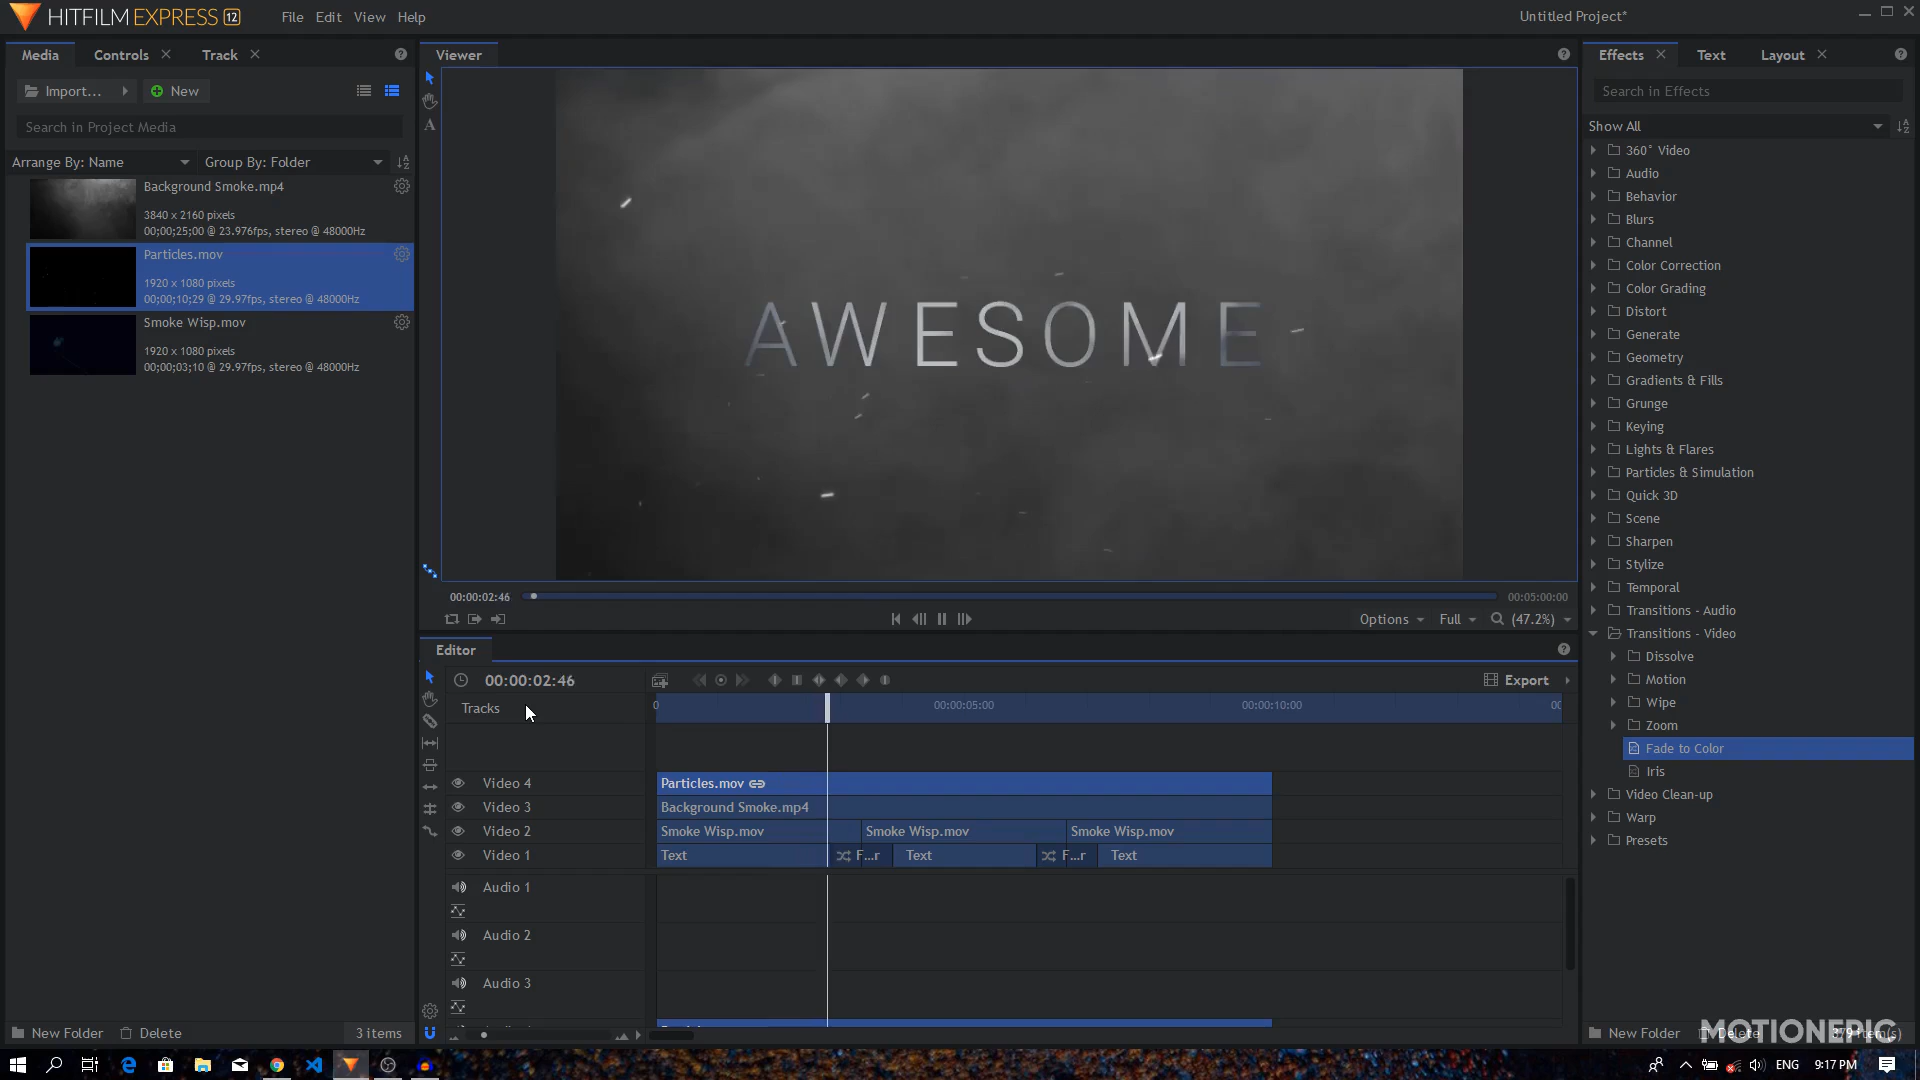 HITFILM EXPRESS 12
File Edit View Help
Untitled Project*
Media Controls Track
Import... New
Search in Project Media
Arrange By: Name Group By: Folder
Background Smoke.mp4
3840 x 2160 pixels
00;00;25;00 @ 23.976fps, stereo @ 48000Hz
Particles.mov
1920 x 1080 pixels
00;00;10;29 @ 29.97fps, stereo @ 48000Hz
Smoke Wisp.mov
1920 x 1080 pixels
00;00;03;10 @ 29.97fps, stereo @ 48000Hz
New Folder Delete 3 items
Viewer
A
AWESOME
00:00:02:46 00:05:00:00
Options Full (47.2%)
Editor
00:00:02:46 Export
Tracks 0 00:00:05:00 00:00:10:00 00
Video 4 Particles.mov
Video 3 Background Smoke.mp4
Video 2 Smoke Wisp.mov Smoke Wisp.mov Smoke Wisp.mov
Video 1 Text F...r Text F...r Text
Audio 1
Audio 2
Audio 3
Effects Text Layout
Search in Effects
Show All
360° Video
Audio
Behavior
Blurs
Channel
Color Correction
Color Grading
Distort
Generate
Geometry
Gradients & Fills
Grunge
Keying
Lights & Flares
Particles & Simulation
Quick 3D
Scene
Sharpen
Stylize
Temporal
Transitions - Audio
Transitions - Video
Dissolve
Motion
Wipe
Zoom
Fade to Color
Iris
Video Clean-up
Warp
Presets
New Folder Delete
MOTIONEPIC
ENG 9:17 PM